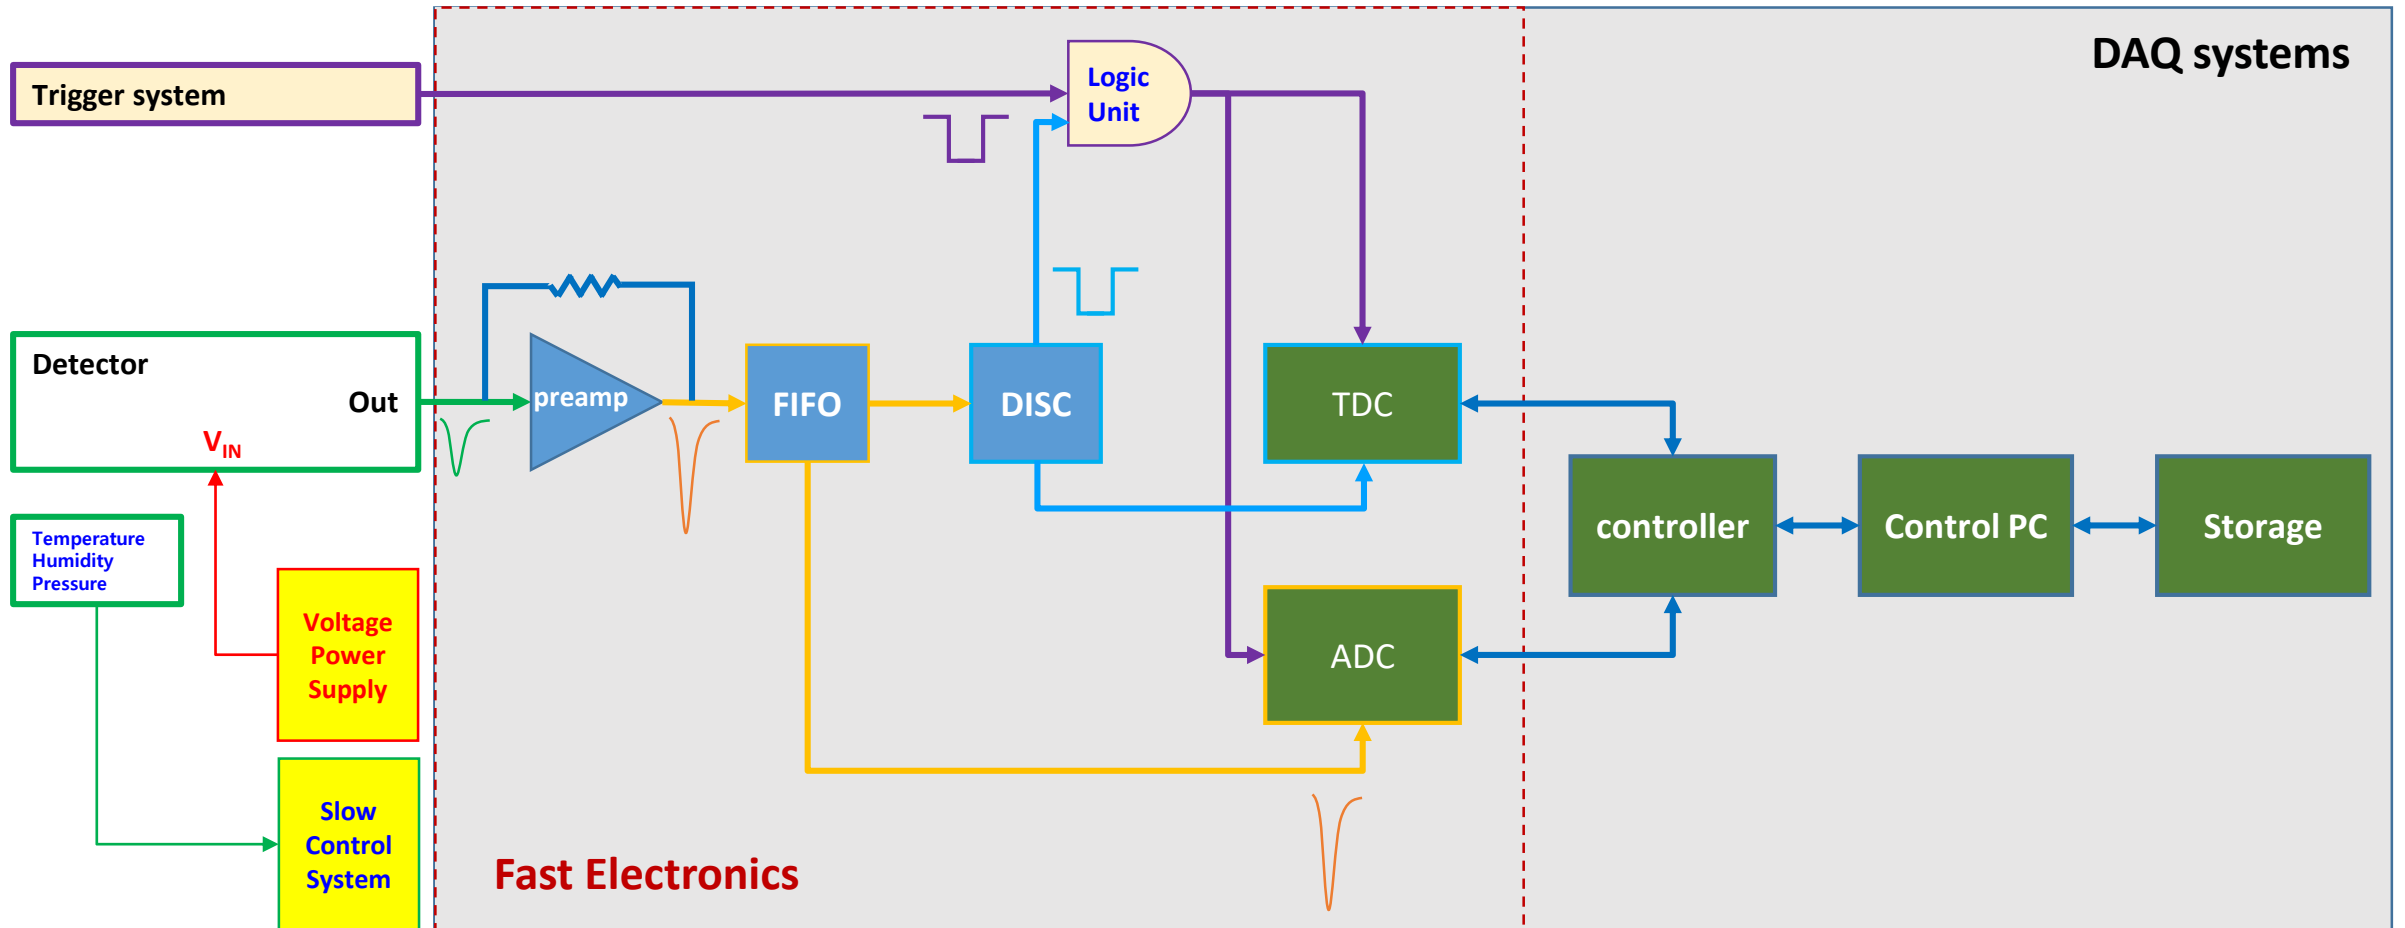 DAQ systems
Trigger system
Logic
Unit
Detector
Out
V_IN
preamp
FIFO
DISC
TDC
Temperature
Humidity
Pressure
controller
Control PC
Storage
Voltage
Power
Supply
ADC
Slow
Control
System
Fast Electronics